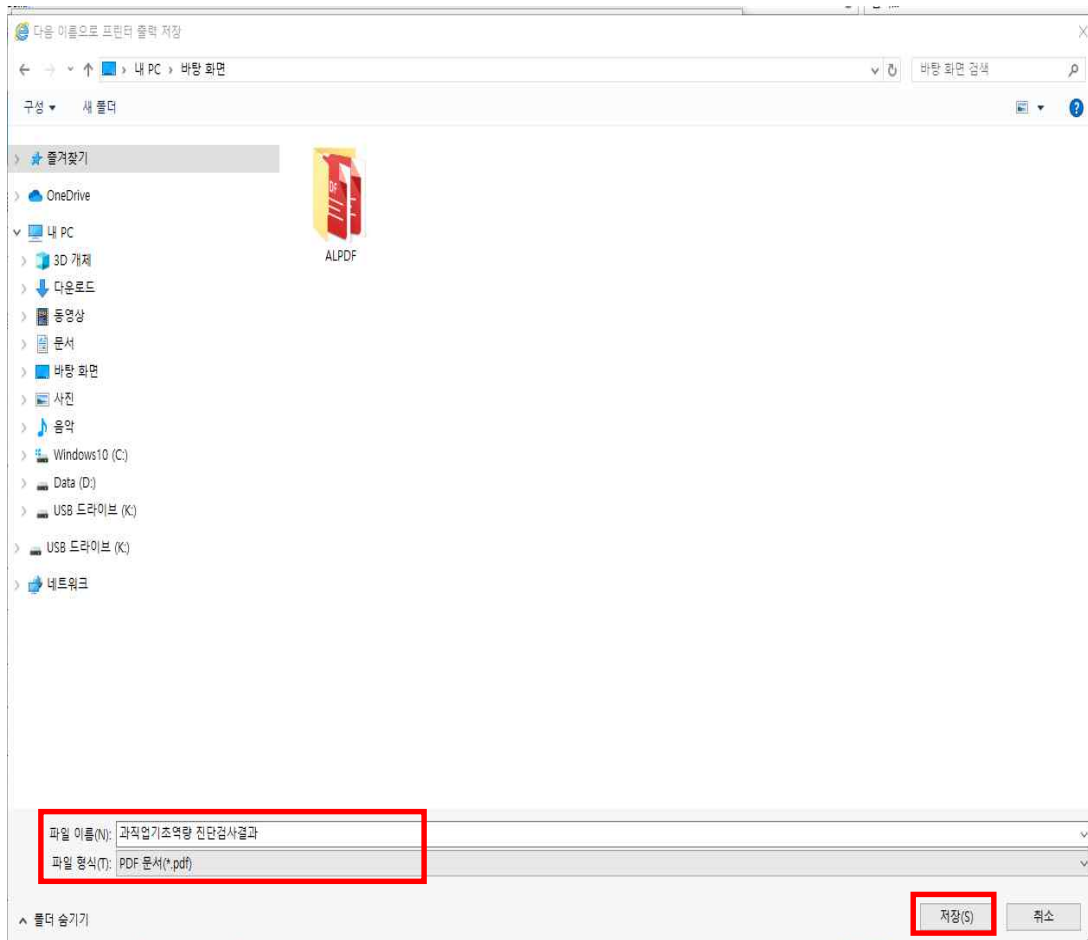 다음 이름으로 프린터 출력 저장
내 PC › 바탕 화면
바탕 화면 검색
구성
새 폴더
즐겨찾기
ALPDF
OneDrive
내 PC
3D 개체
다운로드
동영상
문서
바탕 화면
사진
음악
Windows10 (C:)
Data (D:)
USB 드라이브 (K:)
USB 드라이브 (K:)
네트워크
파일 이름(N): 과직업기초역량 진단검사결과
파일 형식(T): PDF 문서(*.pdf)
폴더 숨기기
저장(S)
취소